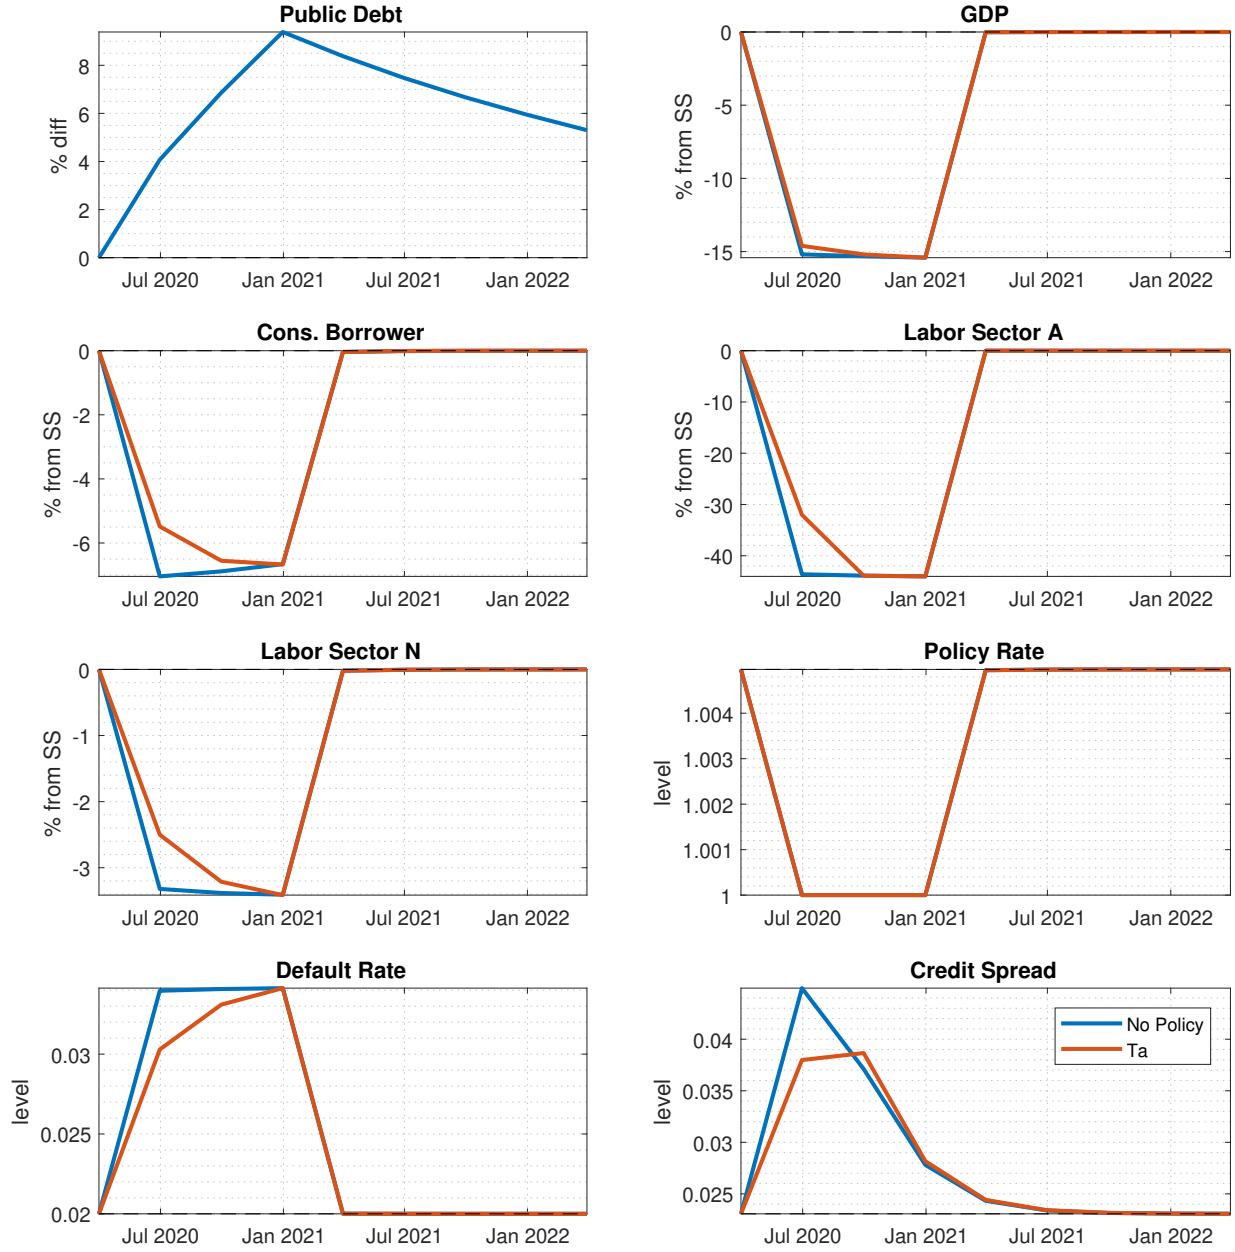 Public Debt
% diff
8
6
4
2
0
Jul 2020 Jan 2021 Jul 2021 Jan 2022
GDP
% from SS
0
-5
-10
-15
Jul 2020 Jan 2021 Jul 2021 Jan 2022
Cons. Borrower
% from SS
0
-2
-4
-6
Jul 2020 Jan 2021 Jul 2021 Jan 2022
Labor Sector A
% from SS
0
-10
-20
-30
-40
Jul 2020 Jan 2021 Jul 2021 Jan 2022
Labor Sector N
% from SS
0
-1
-2
-3
Jul 2020 Jan 2021 Jul 2021 Jan 2022
Policy Rate
level
1.004
1.003
1.002
1.001
1
Jul 2020 Jan 2021 Jul 2021 Jan 2022
Default Rate
level
0.03
0.025
0.02
Jul 2020 Jan 2021 Jul 2021 Jan 2022
Credit Spread
level
0.04
0.035
0.03
0.025
No Policy
Ta
Jul 2020 Jan 2021 Jul 2021 Jan 2022